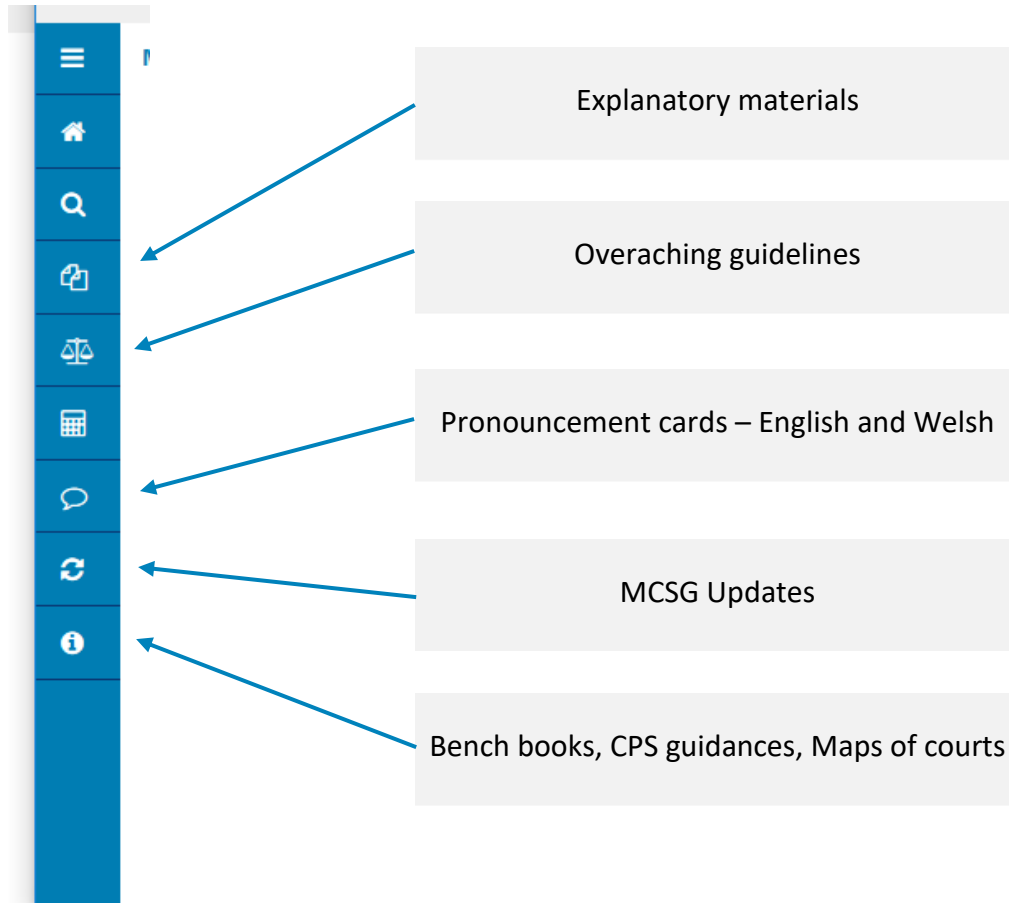 Explanatory materials
Overaching guidelines
Pronouncement cards – English and Welsh
MCSG Updates
Bench books, CPS guidances, Maps of courts